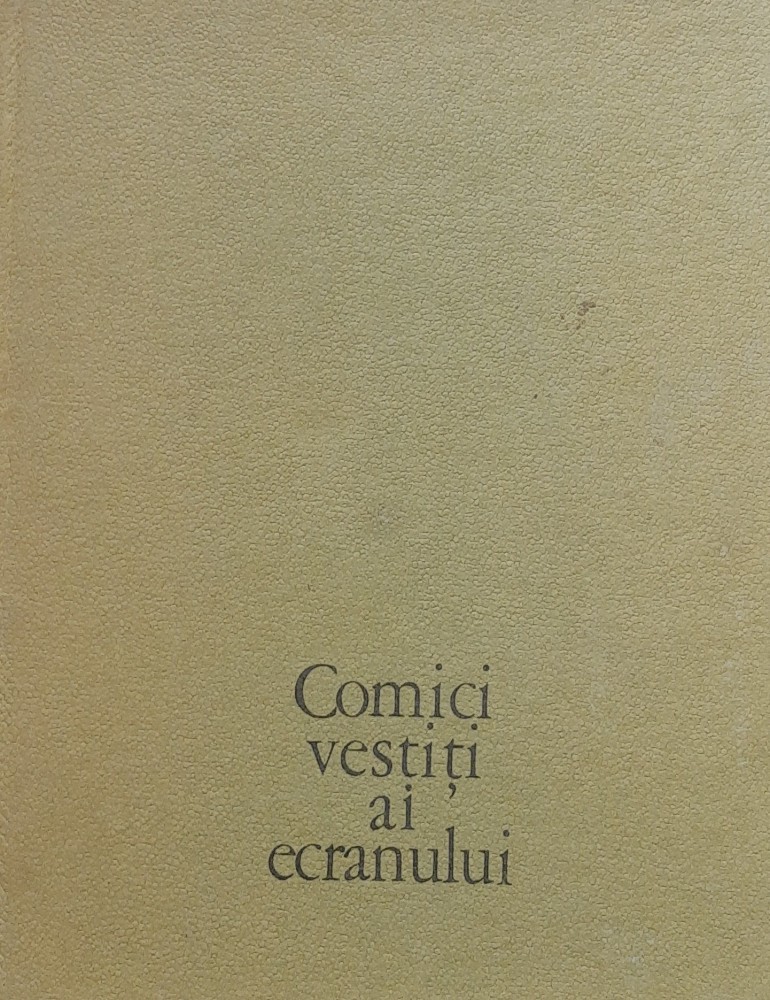 Comici
vestiți
ai
ecranului